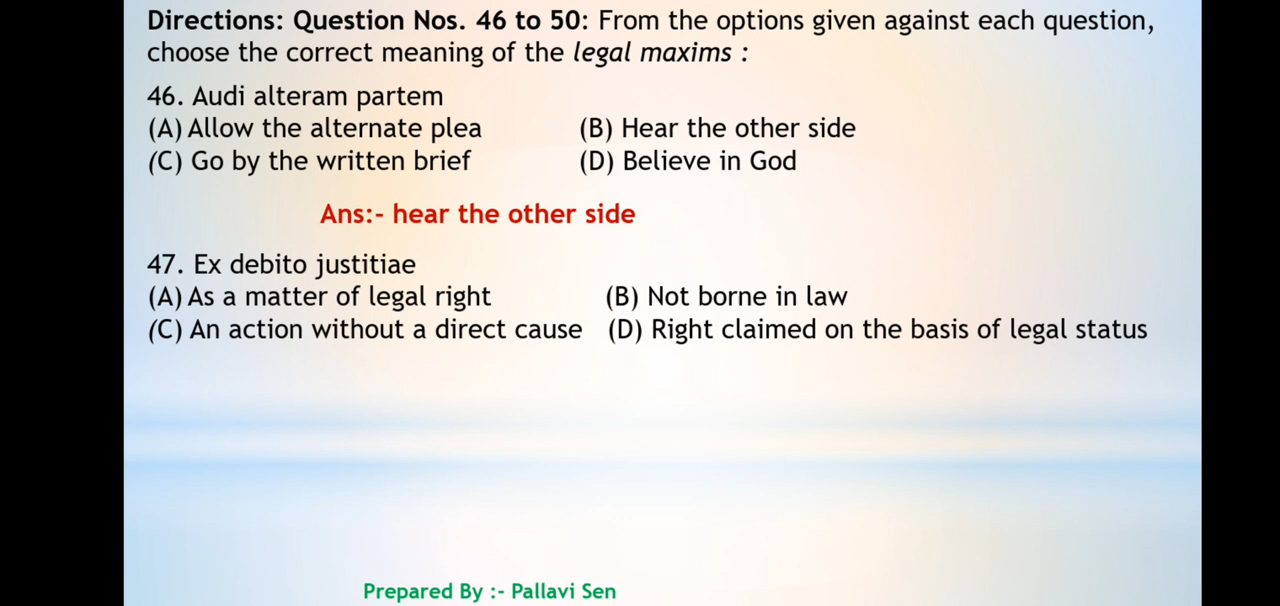 Directions: Question Nos. 46 to 50: From the options given against each question,
choose the correct meaning of the legal maxims :
46. Audi alteram partem
(A) Allow the alternate plea (B) Hear the other side
(C) Go by the written brief (D) Believe in God
Ans:- hear the other side
47. Ex debito justitiae
(A) As a matter of legal right (B) Not borne in law
(C) An action without a direct cause (D) Right claimed on the basis of legal status
Prepared By :- Pallavi Sen